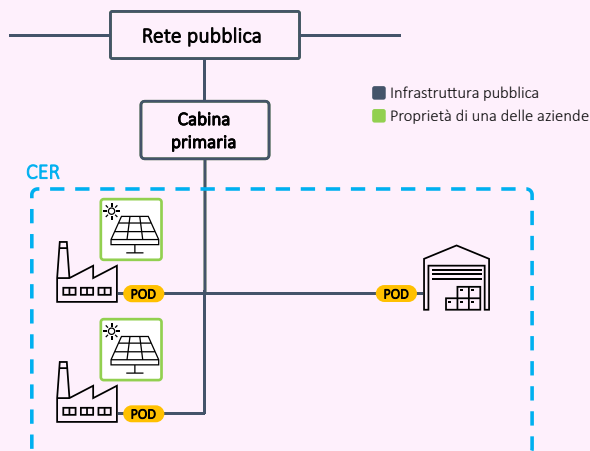 Rete pubblica
Infrastruttura pubblica
Cabina
primaria
Proprietà di una delle aziende
CER
POD
POD
POD